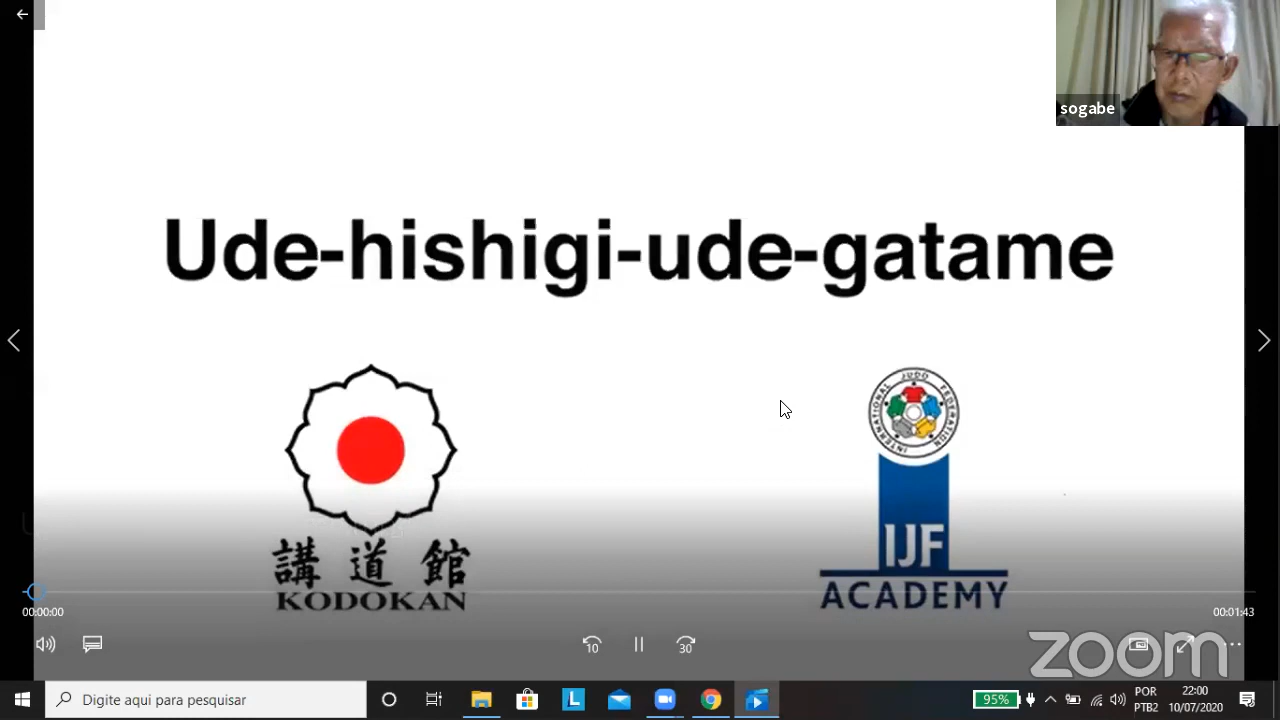 sogabe
Ude-hishigi-ude-gatame
INTERNATIONAL JUDO FEDERATION
講道館
KODOKAN
IJF
ACADEMY
00:00:00
00:01:43
10
30
zoom
Digite aqui para pesquisar
L
95%
POR
PTB2
22:00
10/07/2020